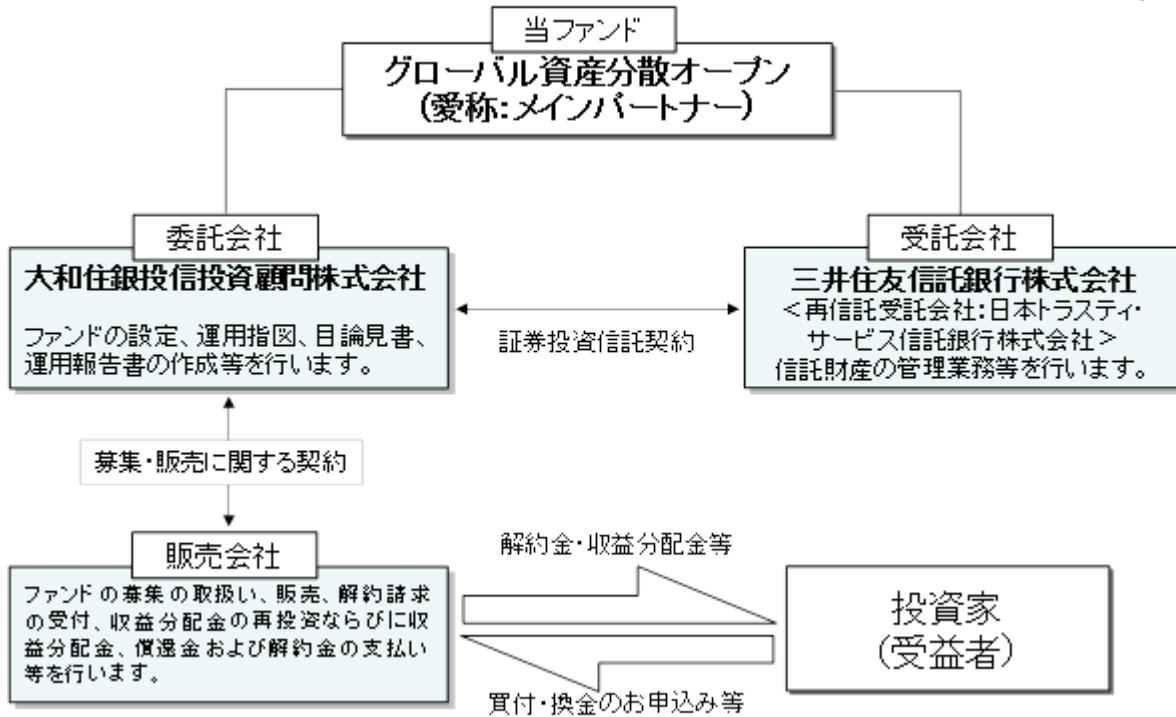 当ファンド
グローバル資産分散オープン
(愛称:メインパートナー)
委託会社
大和住銀投信投資顧問株式会社
ファンドの設定、運用指図、目論見書、
運用報告書の作成等を行います。
証券投資信託契約
受託会社
三井住友信託銀行株式会社
<再信託受託会社:日本トラスティ・
サービス信託銀行株式会社>
信託財産の管理業務等を行います。
募集・販売に関する契約
販売会社
ファンドの募集の取扱い、販売、解約請求
の受付、収益分配金の再投資ならびに収
益分配金、償還金および解約金の支払い
等を行います。
解約金・収益分配金等
買付・換金のお申込み等
投資家
(受益者)